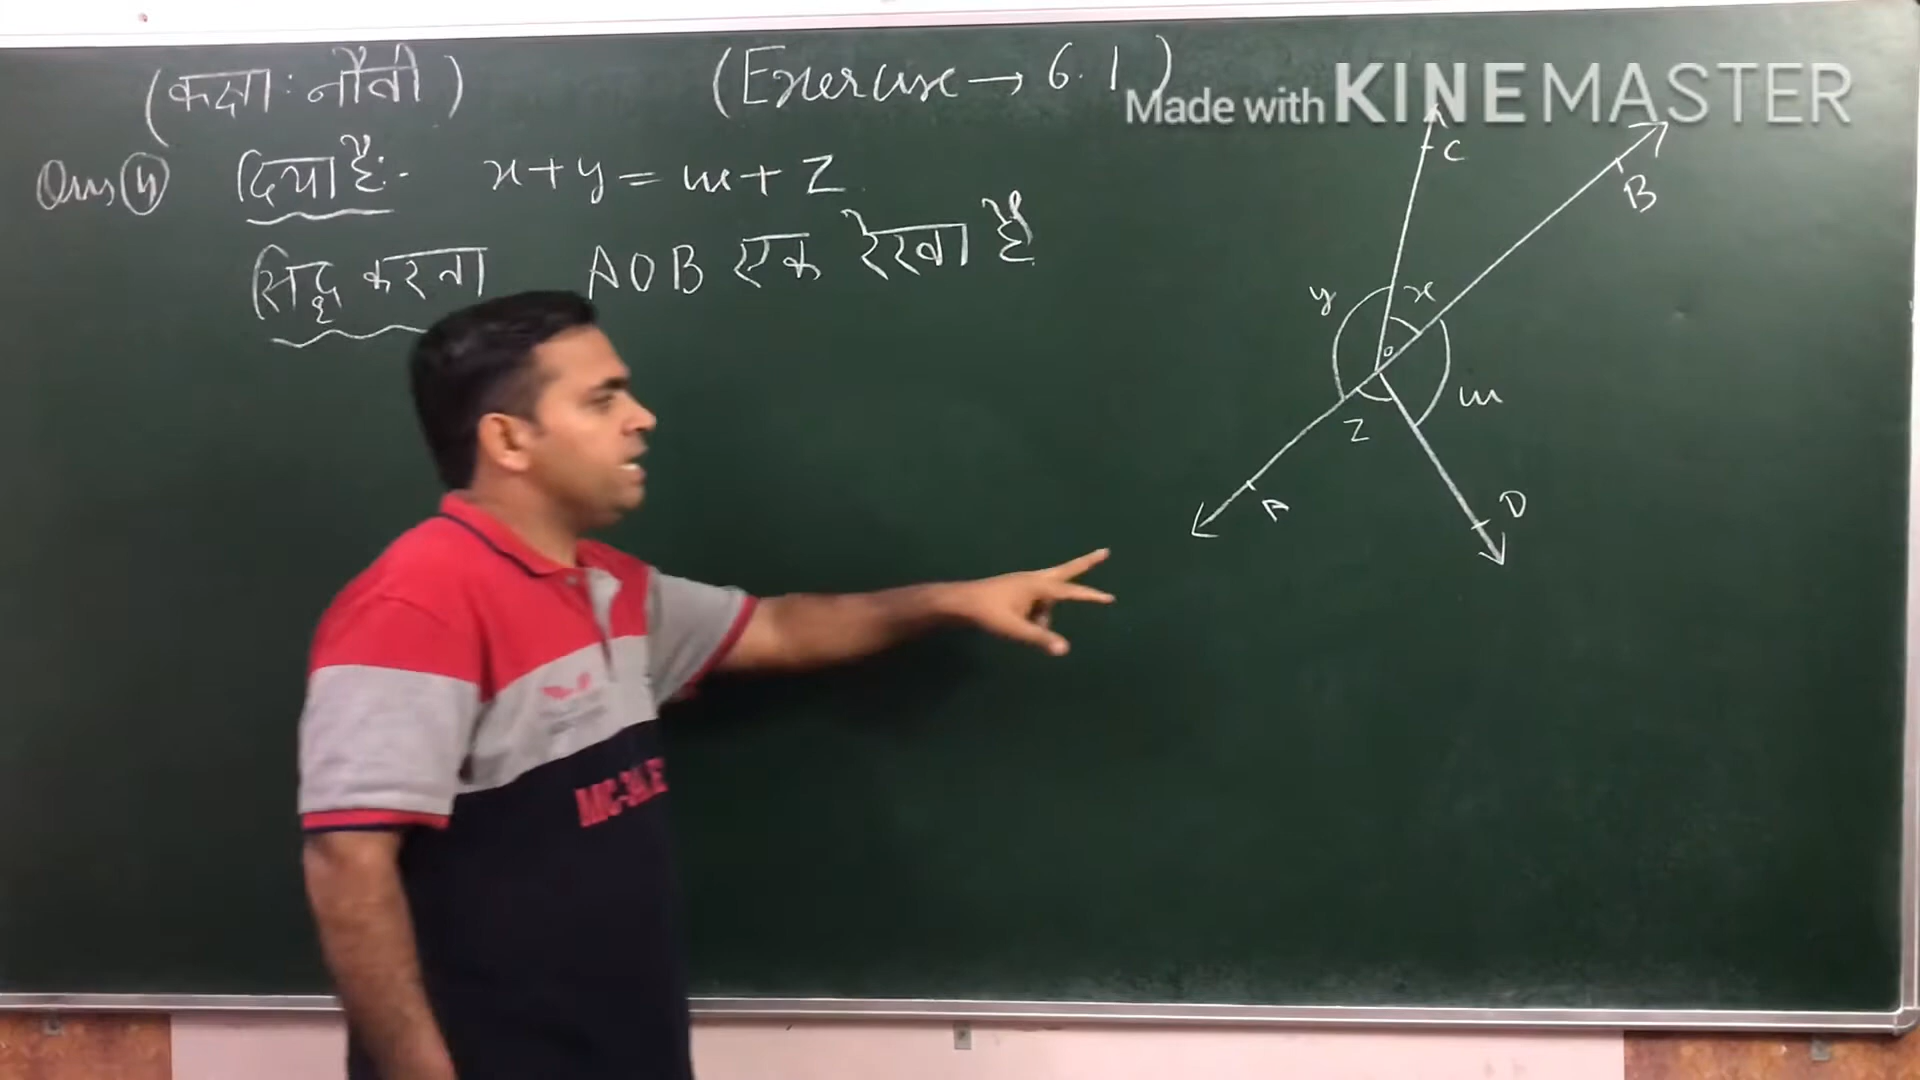 (कक्षा: नौवी)
(Exercise → 6.1)
Made with KINEMASTER
Ans (4) दिया है:- x+y = m+z
सिद्ध करना AOB एक रेखा है
C
B
y
x
o
m
z
A
D